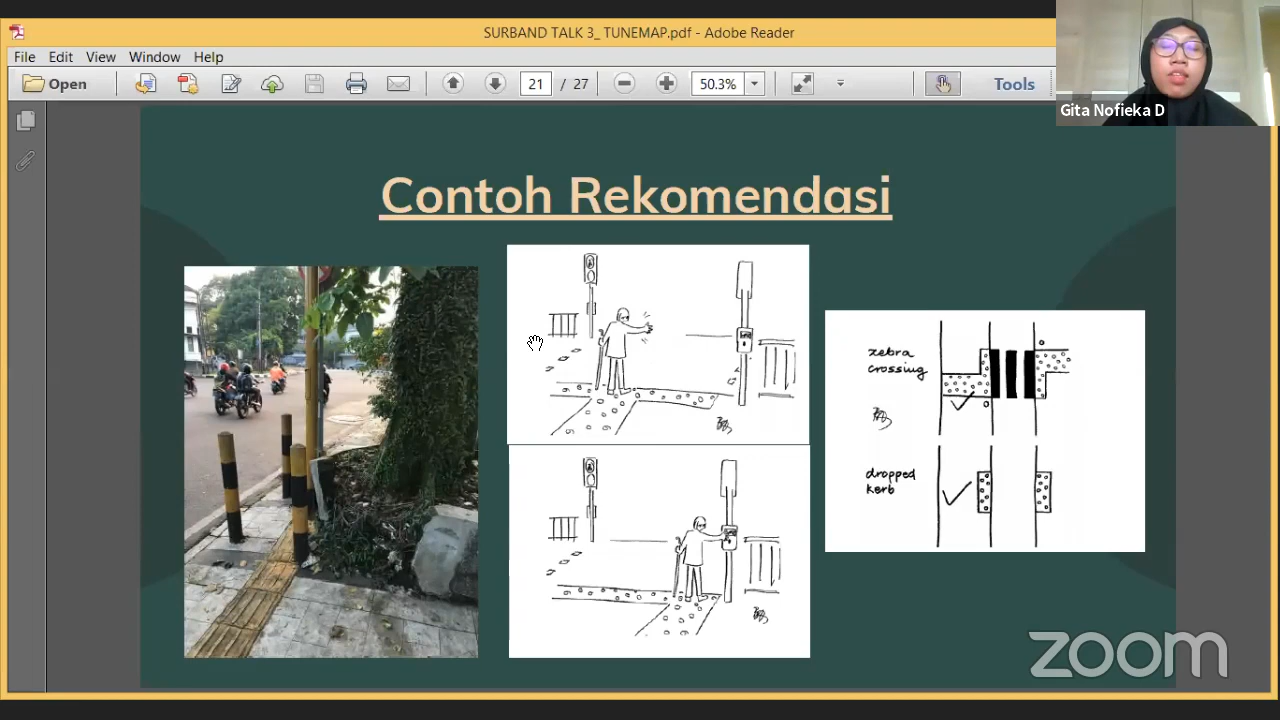 SURBAND TALK 3_ TUNEMAP.pdf - Adobe Reader
File Edit View Window Help
Open
21 / 27
50.3%
Tools
Gita Nofieka D
Contoh Rekomendasi
zebra
crossing
dropped
kerb
zoom